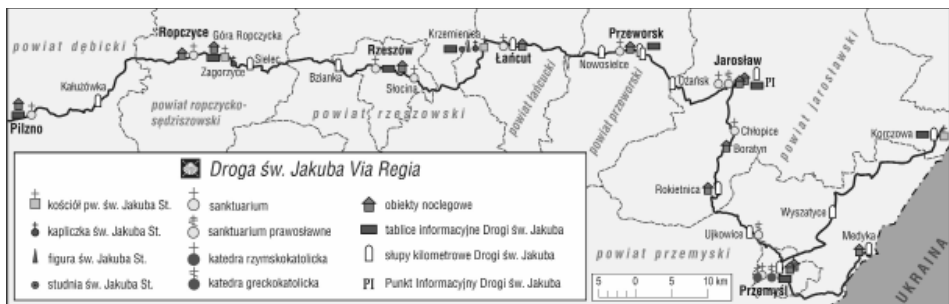 powiat dębicki
Ropczyce
Góra Ropczycka
Zagorzyce
Sielec
Kałużówka
Pilzno
powiat ropczycko-
sędziszowski
Bzianka
Rzeszów
Słocina
powiat rzeszowski
Krzemienica
Łańcut
powiat łańcucki
Nowosielce
Przeworsk
powiat przeworski
Jarosław
PI
powiat jarosławski
Chłopice
Boratyn
Rokietnica
Korczowa
Wyszatyce
Ujkowice
Medyka
Przemyśl
powiat przemyski
UKRAINA
5 0 5 10 km
Droga św. Jakuba Via Regia
kościół pw. św. Jakuba St.
kapliczka św. Jakuba St.
figura św. Jakuba St.
studnia św. Jakuba St.
sanktuarium
sanktuarium prawosławne
katedra rzymskokatolicka
katedra greckokatolicka
obiekty noclegowe
tablice informacyjne Drogi św. Jakuba
słupy kilometrowe Drogi św. Jakuba
PI Punkt Informacyjny Drogi św. Jakuba